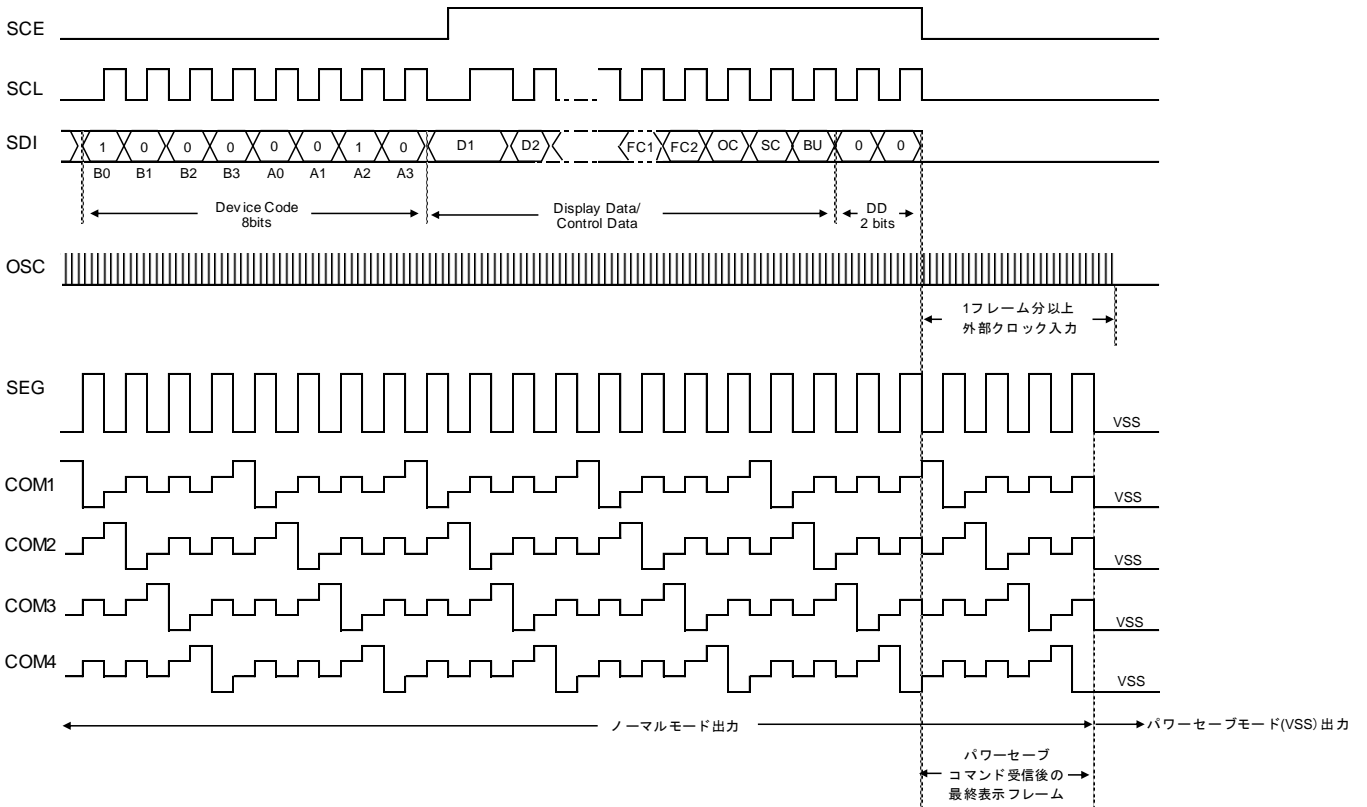 SCE
SCL
SDI
1 0 0 0 0 0 1 0 D1 D2 FC1 FC2 OC SC BU 0 0
B0 B1 B2 B3 A0 A1 A2 A3
Device Code
8bits
Display Data/
Control Data
DD
2 bits
OSC
1フレーム分以上
外部クロック入力
SEG
VSS
COM1
VSS
COM2
VSS
COM3
VSS
COM4
VSS
ノーマルモード出力
パワーセーブモード(VSS)出力
パワーセーブ
コマンド受信後の
最終表示フレーム